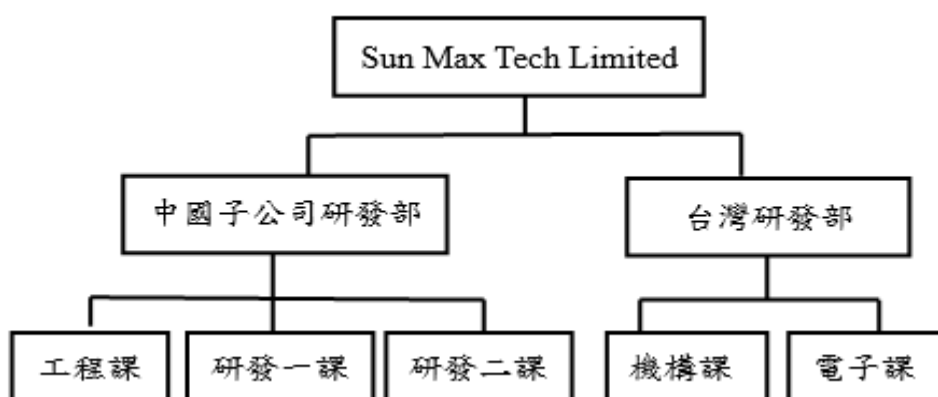 Sun Max Tech Limited
中國子公司研發部
台灣研發部
工程課
研發一課
研發二課
機構課
電子課